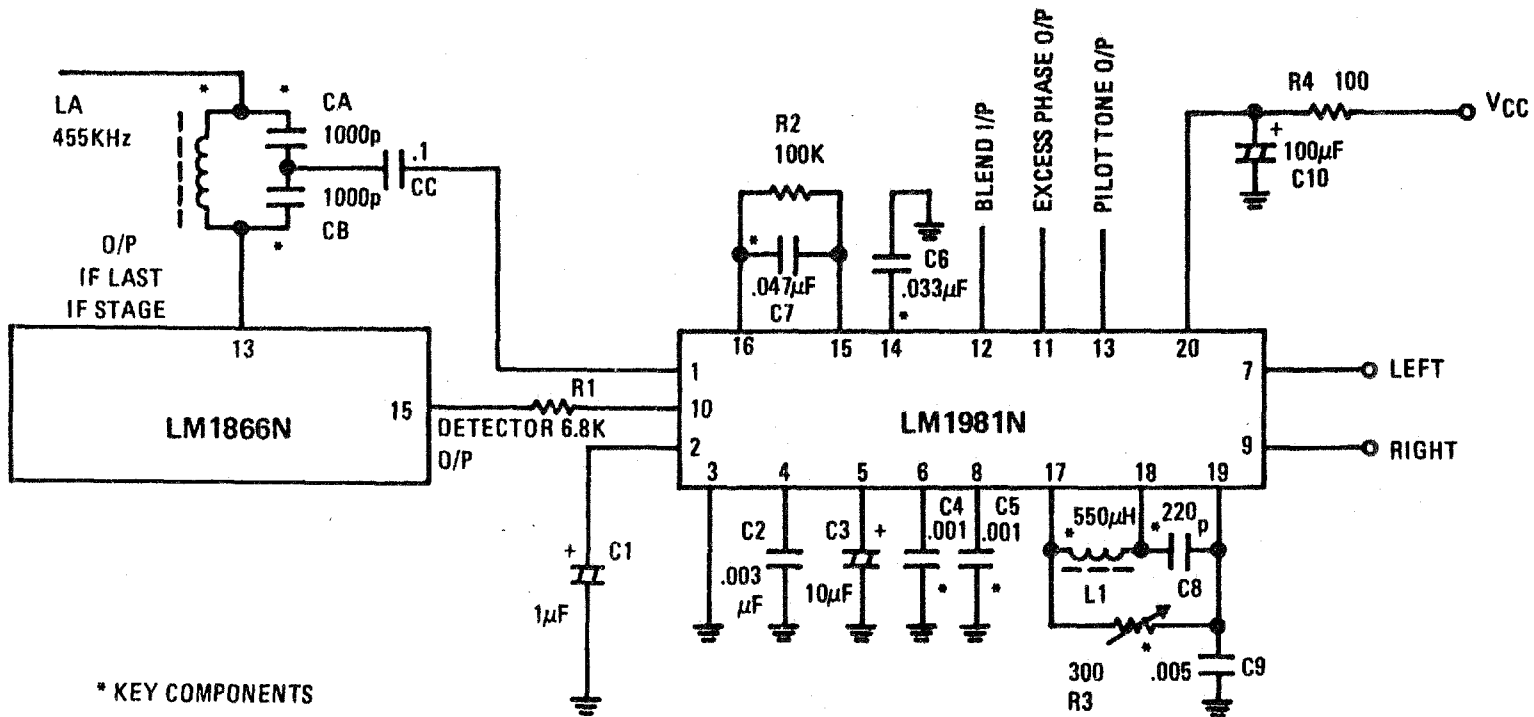 LA
455KHz
*
*
CA
1000p
1000p
CB
*
.1
CC
O/P
IF LAST
IF STAGE
13
LM1866N
15
DETECTOR
O/P
R1
6.8K
R2
100K
*
.047μF
C7
C6
.033μF
*
BLEND I/P
EXCESS PHASE O/P
PILOT TONE O/P
R4 100
VCC
+
100μF
C10
16
15
14
12
11
13
20
1
10
2
LM1981N
7
LEFT
9
RIGHT
3
4
5
6
8
17
18
19
+
C1
1μF
C2
.003
μF
C3
+
10μF
C4
.001
*
C5
.001
*
550μH
*
L1
*
220p
C8
300
R3
*
.005
C9
* KEY COMPONENTS